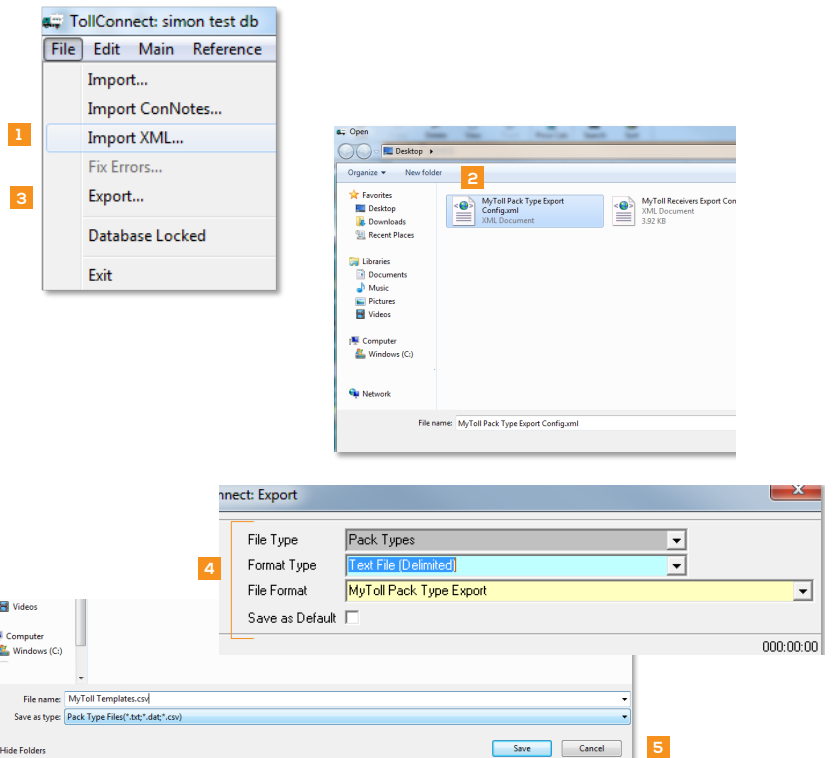 TollConnect: simon test db
File Edit Main Reference
Import...
Import ConNotes...
1
Import XML...
Fix Errors...
3
Export...
Database Locked
Exit
Open
Desktop
Organize New folder
2
Favorites
Desktop
Downloads
Recent Places
Libraries
Documents
Music
Pictures
Videos
Computer
Windows (C:)
Network
MyToll Pack Type Export
Config.xml
XML Document
MyToll Receivers Export Con
XML Document
3.92 KB
File name: MyToll Pack Type Export Config.xml
nnect: Export
4
File Type Pack Types
Format Type Text File (Delimited)
File Format MyToll Pack Type Export
Save as Default
000:00:00
Videos
Computer
Windows (C:)
File name: MyToll Templates.csv
Save as type: Pack Type Files(*.txt;*.dat;*.csv)
Hide Folders
Save Cancel
5